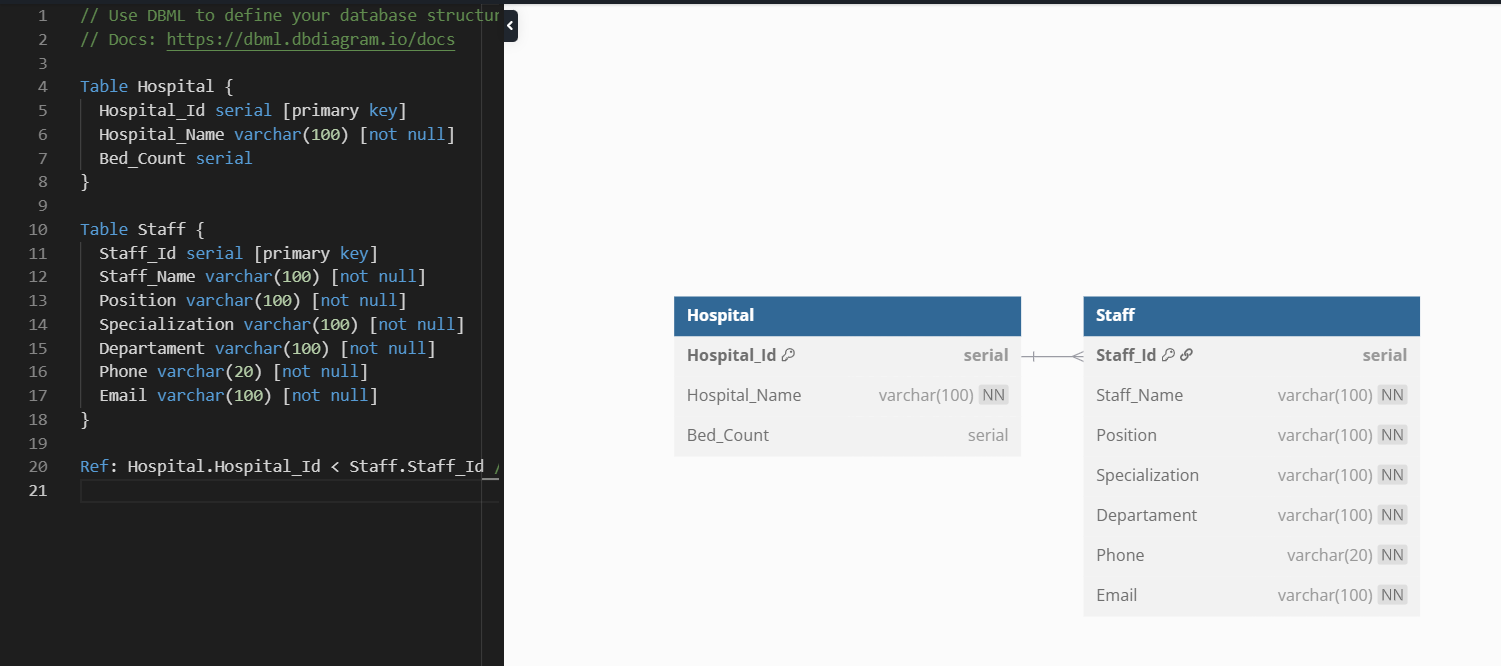 1 // Use DBML to define your database structur
2 // Docs: https://dbml.dbdiagram.io/docs
3
4 Table Hospital {
5 Hospital_Id serial [primary key]
6 Hospital_Name varchar(100) [not null]
7 Bed_Count serial
8 }
9
10 Table Staff {
11 Staff_Id serial [primary key]
12 Staff_Name varchar(100) [not null]
13 Position varchar(100) [not null]
14 Specialization varchar(100) [not null]
15 Departament varchar(100) [not null]
16 Phone varchar(20) [not null]
17 Email varchar(100) [not null]
18 }
19
20 Ref: Hospital.Hospital_Id < Staff.Staff_Id /
21
Hospital
Hospital_Id serial
Hospital_Name varchar(100) NN
Bed_Count serial
Staff
Staff_Id serial
Staff_Name varchar(100) NN
Position varchar(100) NN
Specialization varchar(100) NN
Departament varchar(100) NN
Phone varchar(20) NN
Email varchar(100) NN